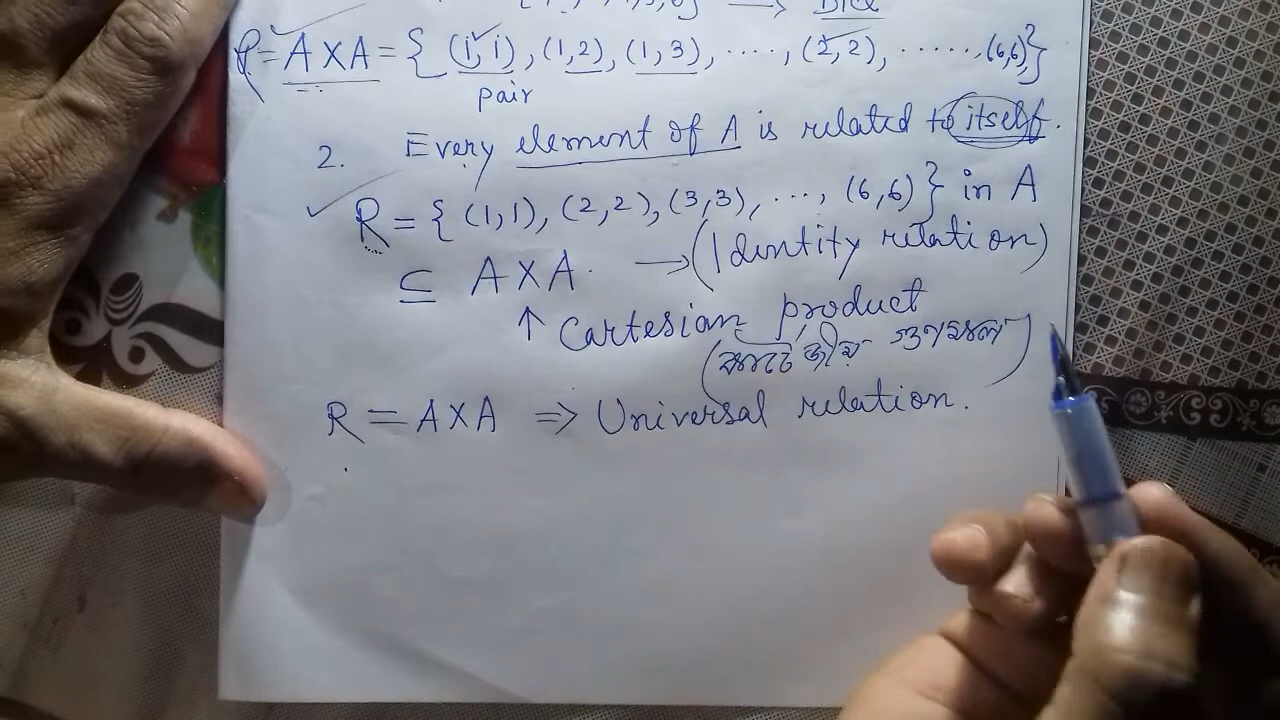 R = A X A = { (1, 1), (1, 2), (1, 3), ....., (2, 2), ......, (6, 6) }
pair
2. Every element of A is related to itself.
R = { (1, 1), (2, 2), (3, 3), ..., (6, 6) } in A
⊆ A X A. → (Identity relation)
↑ Cartesian product
গুণফল)
R = A X A ⇒ Universal relation.